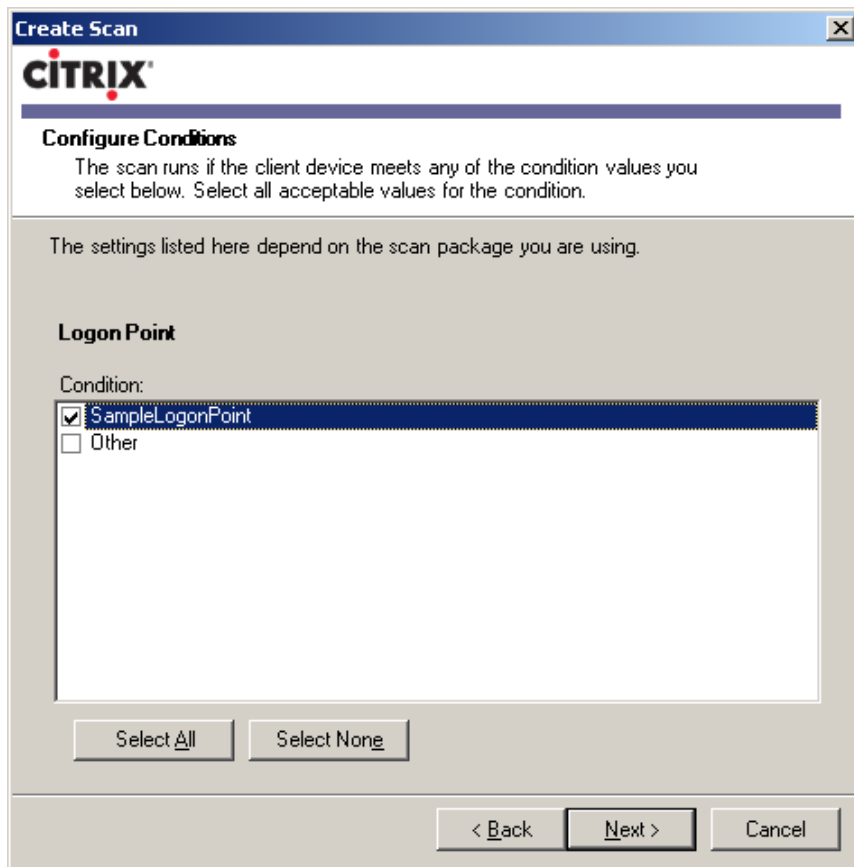 Create Scan
CiTRIX®
Configure Conditions
The scan runs if the client device meets any of the condition values you
select below. Select all acceptable values for the condition.
The settings listed here depend on the scan package you are using.
Logon Point
Condition:
SampleLogonPoint
Other
Select All
Select None
< Back
Next >
Cancel